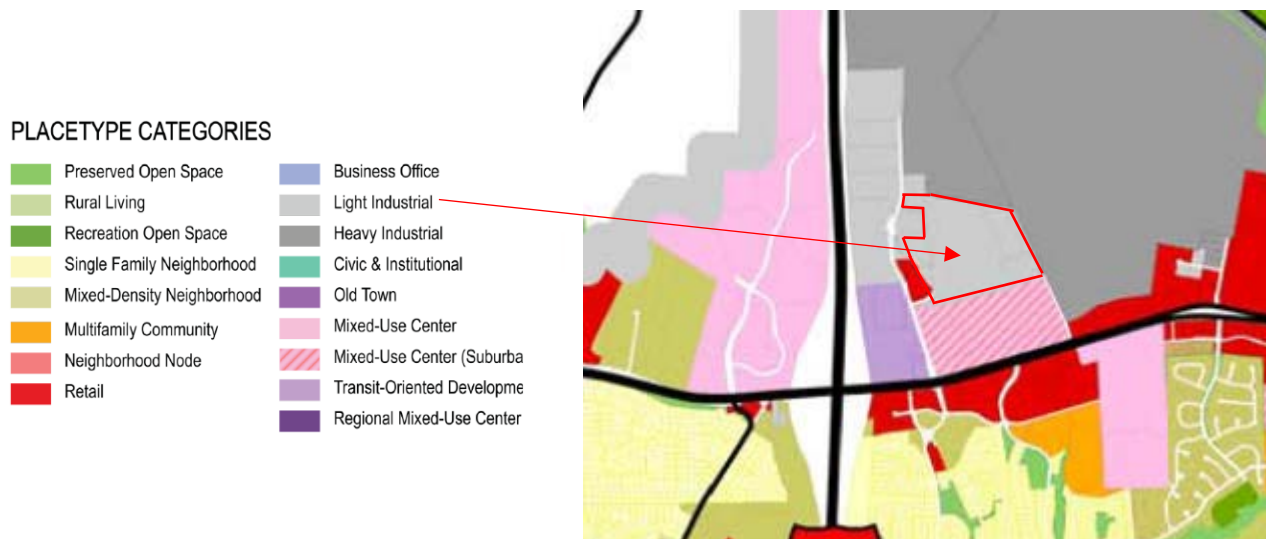 PLACETYPE CATEGORIES
Preserved Open Space
Rural Living
Recreation Open Space
Single Family Neighborhood
Mixed-Density Neighborhood
Multifamily Community
Neighborhood Node
Retail
Business Office
Light Industrial
Heavy Industrial
Civic & Institutional
Old Town
Mixed-Use Center
Mixed-Use Center (Suburba
Transit-Oriented Developme
Regional Mixed-Use Center